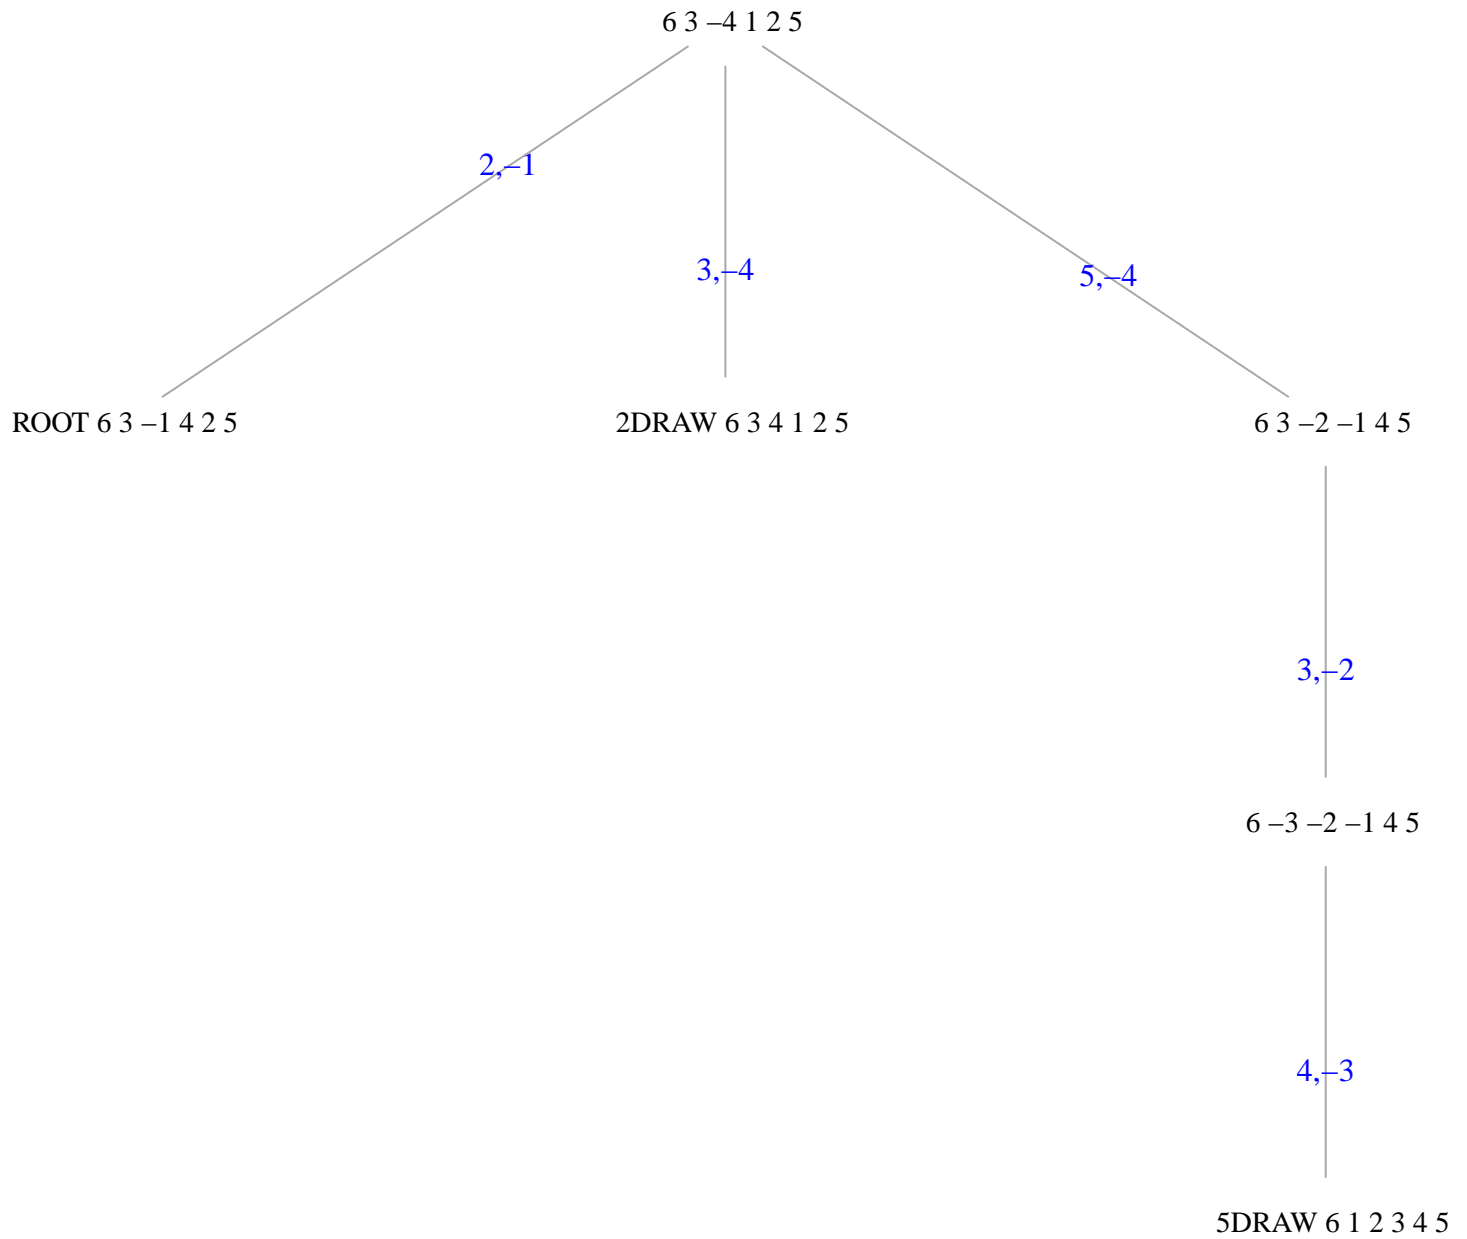 6 3 –4 1 2 5
2,–1
3,–4
5,–4
ROOT 6 3 –1 4 2 5
2DRAW 6 3 4 1 2 5
6 3 –2 –1 4 5
3,–2
6 –3 –2 –1 4 5
4,–3
5DRAW 6 1 2 3 4 5